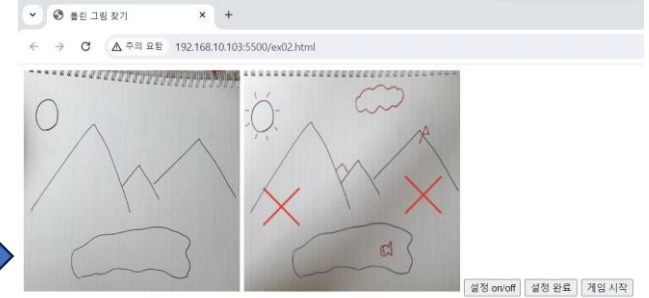 틀린 그림 찾기
주의 요함 192.168.10.103:5500/ex02.html
설정 on/off 설정 완료 게임 시작